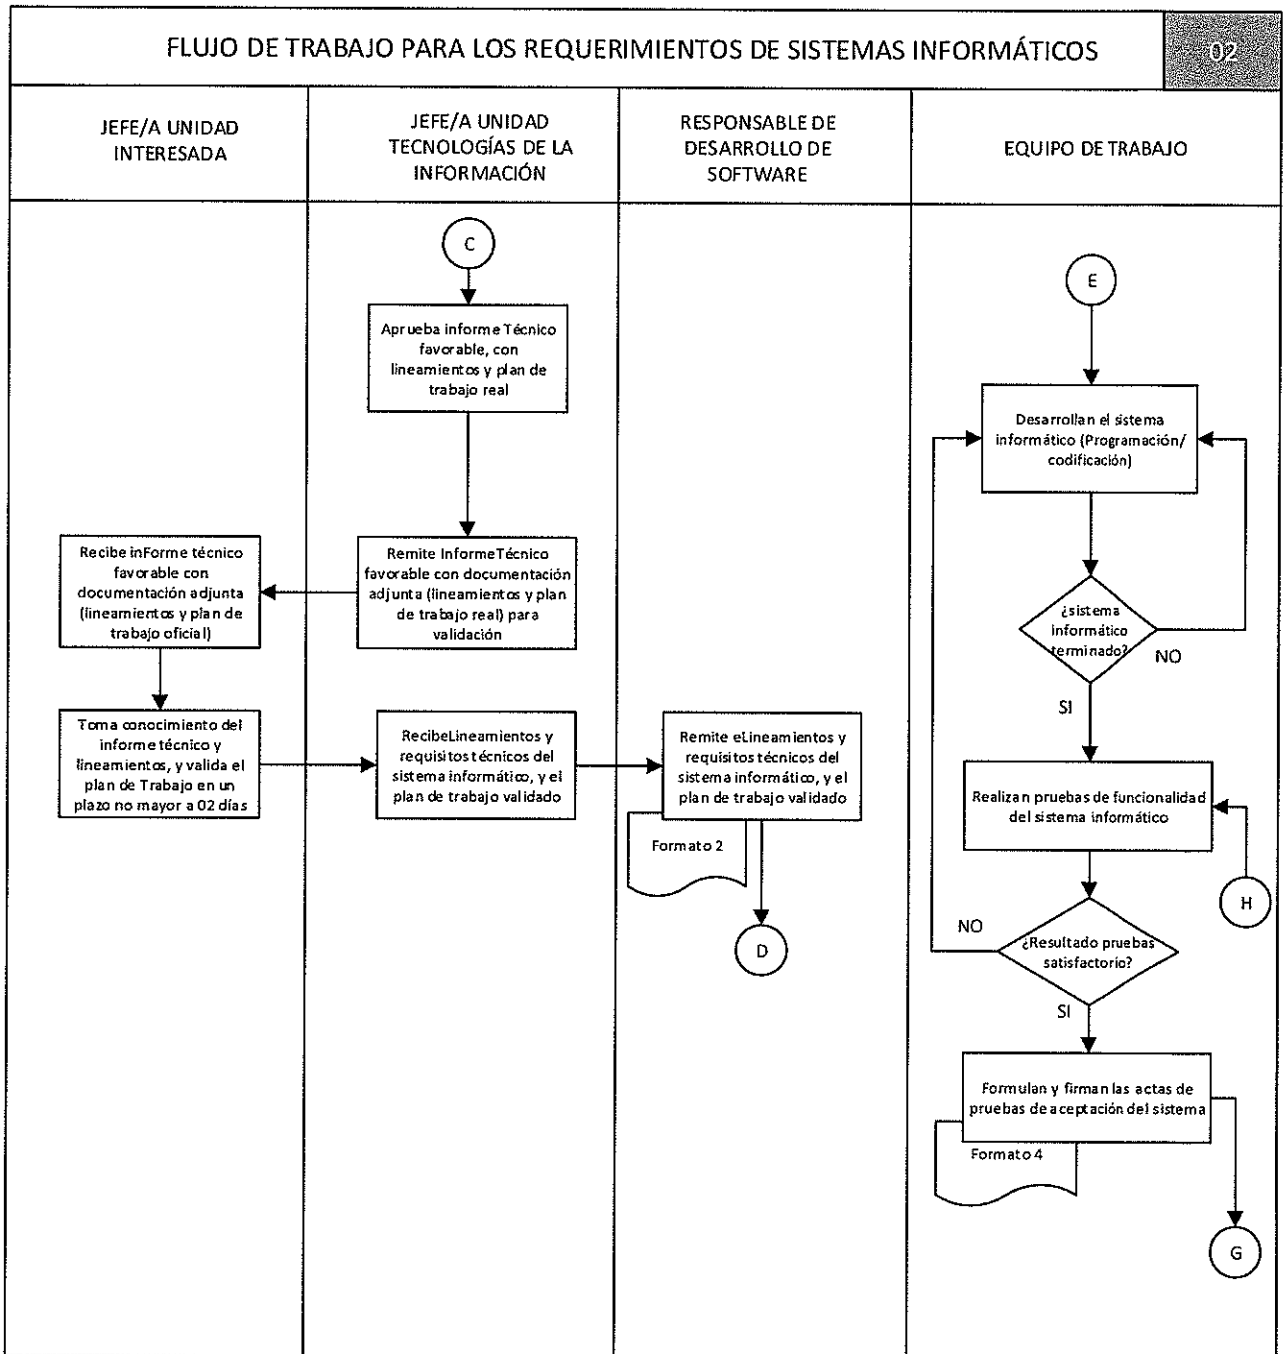 FLUJO DE TRABAJO PARA LOS REQUERIMIENTOS DE SISTEMAS INFORMÁTICOS
02
JEFE/A UNIDAD
INTERESADA
JEFE/A UNIDAD
TECNOLOGÍAS DE LA
INFORMACIÓN
RESPONSABLE DE
DESARROLLO DE
SOFTWARE
EQUIPO DE TRABAJO
C
Aprueba informe Técnico
favorable, con
lineamientos y plan de
trabajo real
Remite InformeTécnico
favorable con documentación
adjunta (lineamientos y plan
de trabajo real) para
validación
Recibe inForme técnico
favorable con
documentación adjunta
(lineamientos y plan de
trabajo oficial)
Toma conocimiento del
informe técnico y
lineamientos, y valida el
plan de Trabajo en un
plazo no mayor a 02 días
RecibeLineamientos y
requisitos técnicos del
sistema informático, y el
plan de trabajo validado
Remite eLineamientos y
requisitos técnicos del
sistema informático, y el
plan de trabajo validado
Formato 2
D
E
Desarrollan el sistema
informático (Programación/
codificación)
¿sistema
informático
terminado?
NO
SI
Realizan pruebas de funcionalidad
del sistema informático
H
NO
¿Resultado pruebas
satisfactorio?
SI
Formulan y firman las actas de
pruebas de aceptación del sistema
Formato 4
G